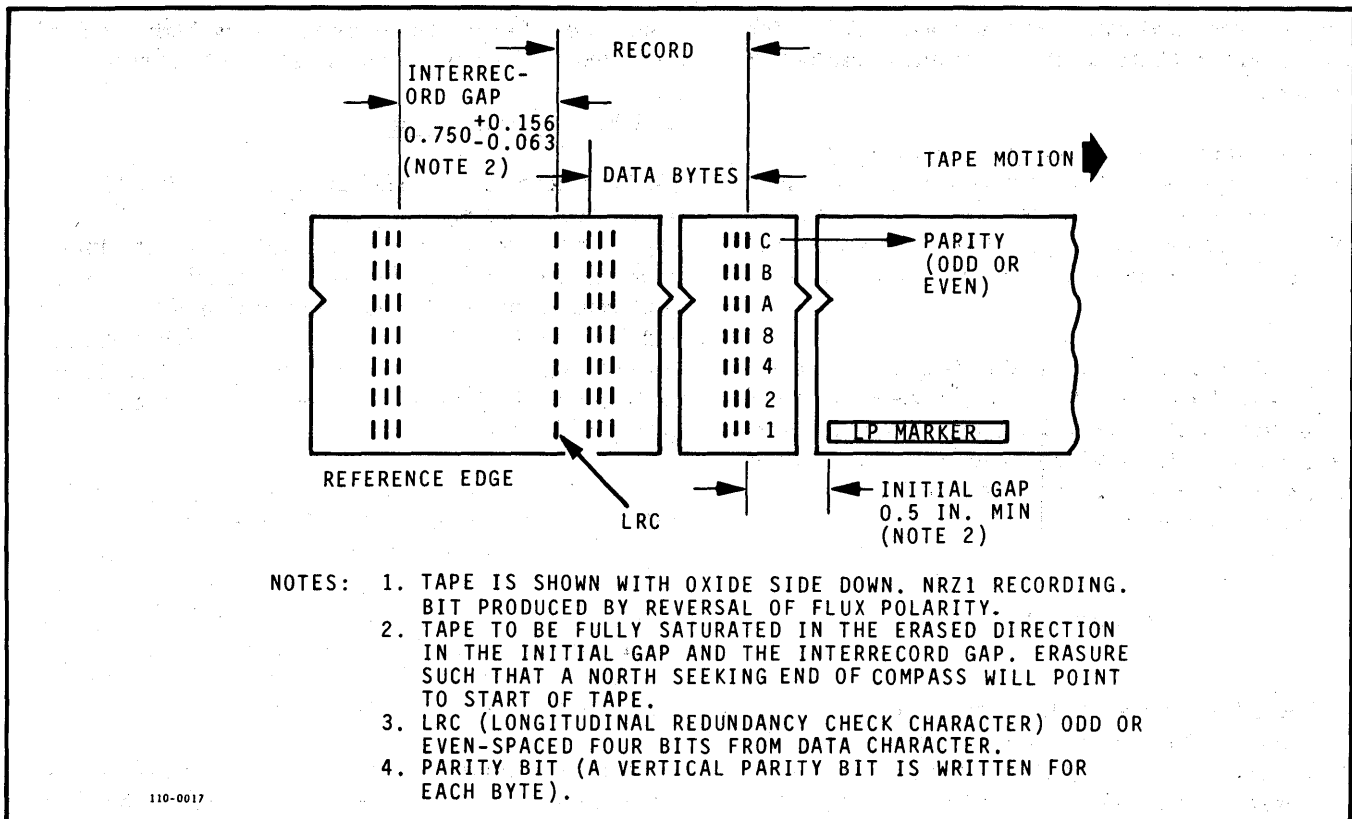 RECORD
INTERREC-
ORD GAP
0.750 +0.156
-0.063
(NOTE 2)
TAPE MOTION
DATA BYTES
C
PARITY
(ODD OR
EVEN)
B
A
8
4
2
1
LP MARKER
REFERENCE EDGE
LRC
INITIAL GAP
0.5 IN. MIN
(NOTE 2)
NOTES: 1. TAPE IS SHOWN WITH OXIDE SIDE DOWN. NRZ1 RECORDING.
BIT PRODUCED BY REVERSAL OF FLUX POLARITY.
2. TAPE TO BE FULLY SATURATED IN THE ERASED DIRECTION
IN THE INITIAL GAP AND THE INTERRECORD GAP. ERASURE
SUCH THAT A NORTH SEEKING END OF COMPASS WILL POINT
TO START OF TAPE.
3. LRC (LONGITUDINAL REDUNDANCY CHECK CHARACTER) ODD OR
EVEN-SPACED FOUR BITS FROM DATA CHARACTER.
4. PARITY BIT (A VERTICAL PARITY BIT IS WRITTEN FOR
EACH BYTE).
110-0017